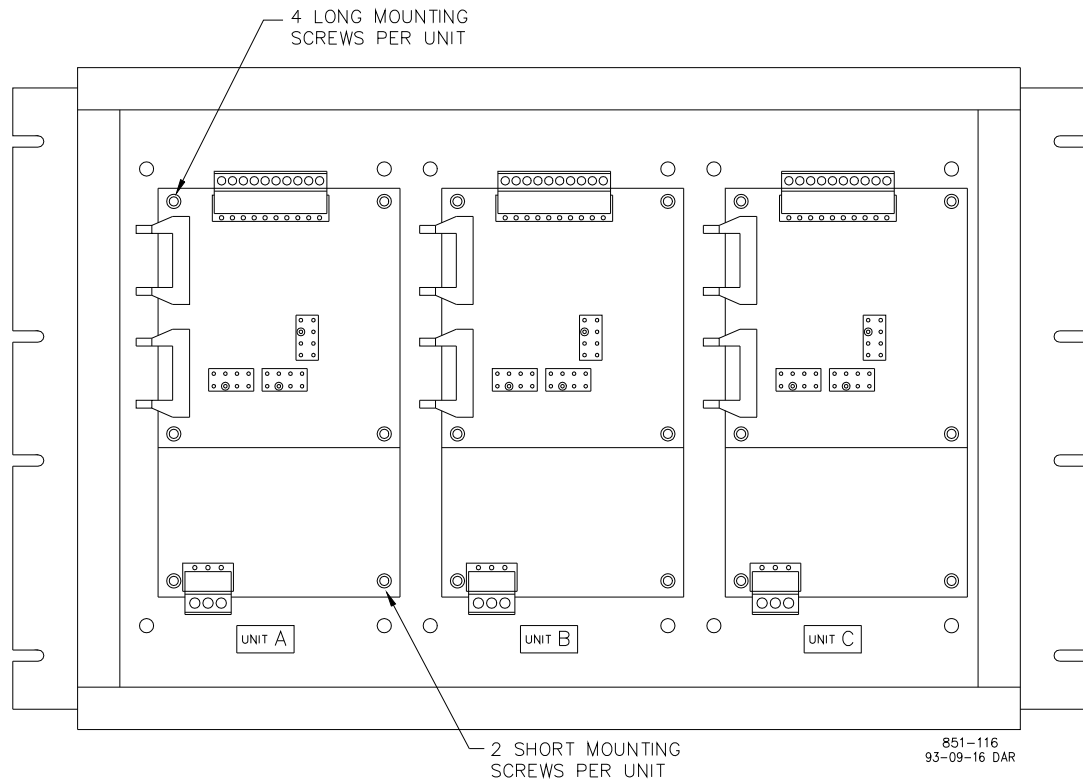 4 LONG MOUNTING
SCREWS PER UNIT
UNIT A
UNIT B
UNIT C
2 SHORT MOUNTING
SCREWS PER UNIT
851-116
93-09-16 DAR